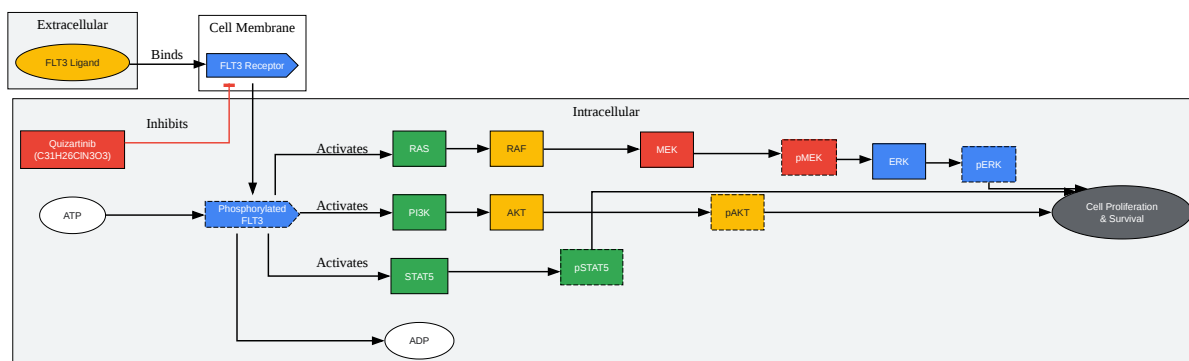 Extracellular
FLT3 Ligand
Binds
Cell Membrane
FLT3 Receptor
Intracellular
Quizartinib
(C31H26ClN3O3)
Inhibits
Activates
RAS
RAF
MEK
pMEK
ERK
pERK
ATP
Phosphorylated
FLT3
Activates
PI3K
AKT
pAKT
Cell Proliferation
& Survival
Activates
STAT5
pSTAT5
ADP